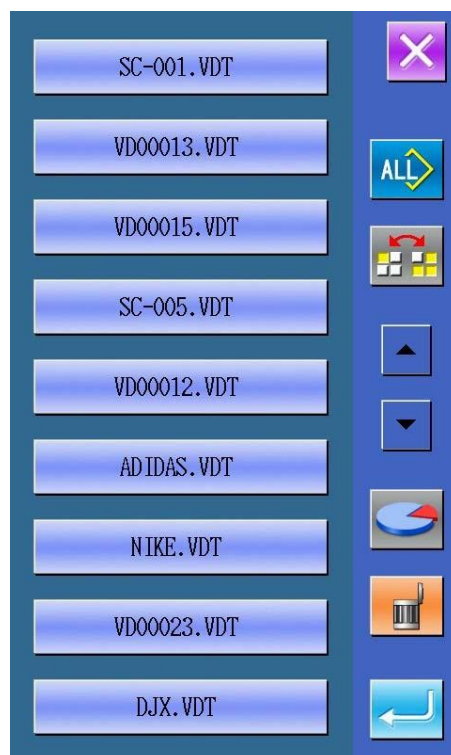 SC-001.VDT
VD00013.VDT
ALL
VD00015.VDT
SC-005.VDT
VD00012.VDT
ADIDAS.VDT
NIKE.VDT
VD00023.VDT
DJX.VDT